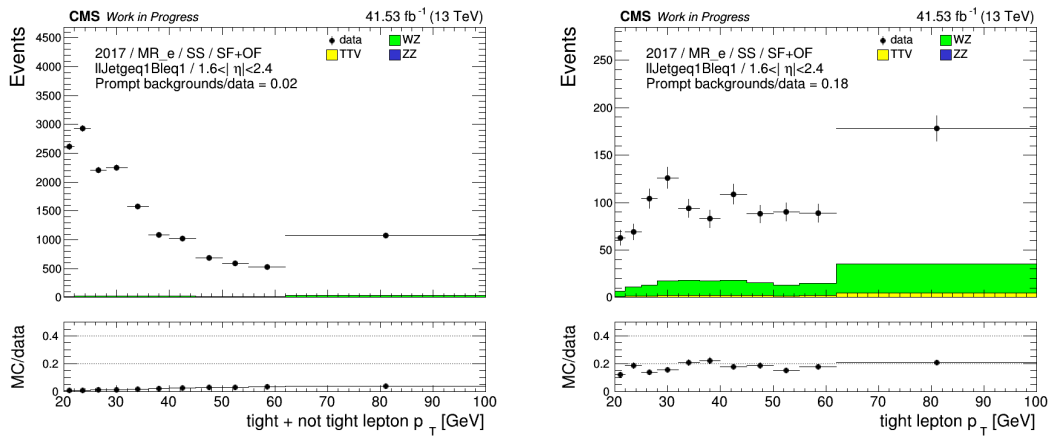 CMS Work in Progress 41.53 fb⁻¹ (13 TeV)
Events
4500
4000
3500
3000
2500
2000
1500
1000
500
0
2017 / MR_e / SS / SF+OF
llJetgeq1Bleq1 / 1.6<| η|<2.4
Prompt backgrounds/data = 0.02
data WZ
TTV ZZ
MC/data
0.4
0.2
0
20 30 40 50 60 70 80 90 100
tight + not tight lepton p_T [GeV]
CMS Work in Progress 41.53 fb⁻¹ (13 TeV)
Events
250
200
150
100
50
0
2017 / MR_e / SS / SF+OF
llJetgeq1Bleq1 / 1.6<| η|<2.4
Prompt backgrounds/data = 0.18
data WZ
TTV ZZ
MC/data
0.4
0.2
0
20 30 40 50 60 70 80 90 100
tight lepton p_T [GeV]